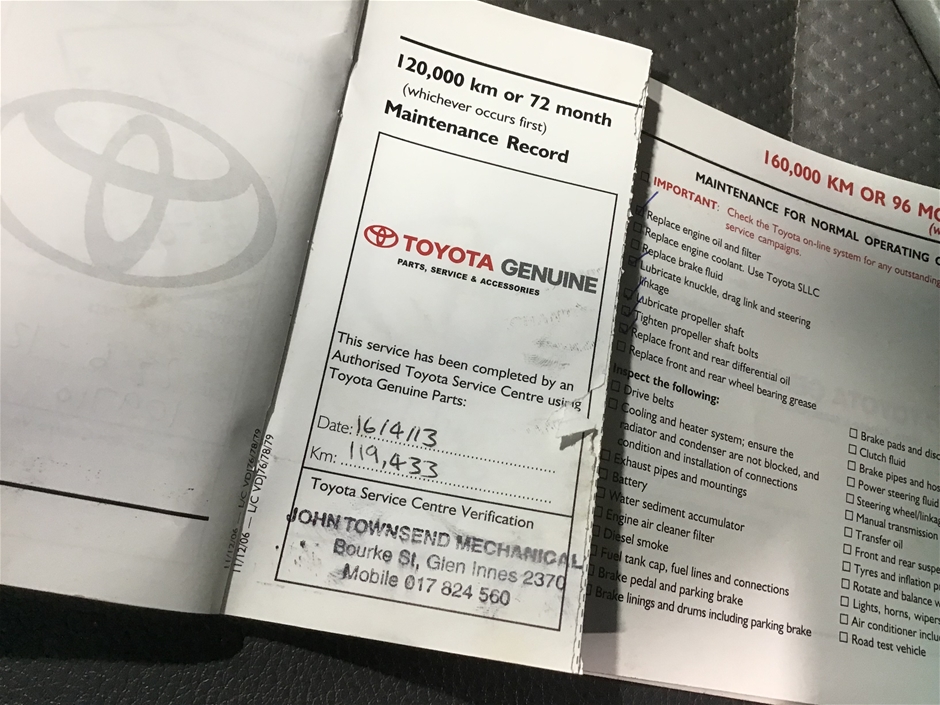 120,000 km or 72 month
(whichever occurs first)
Maintenance Record
TOYOTA GENUINE
PARTS, SERVICE & ACCESSORIES
This service has been completed by an
Authorised Toyota Service Centre using
Toyota Genuine Parts:
Date: 16/4/13
Km: 119,433
Toyota Service Centre Verification
JOHN TOWNSEND MECHANICAL
Bourke St, Glen Innes 2370
Mobile 017 824 560
11/12/06 – L/C VDJ76/78/79
11/12/06 – L/C VDJ76/78/79
160,000 KM OR 96 MO
MAINTENANCE FOR NORMAL OPERATING
IMPORTANT: Check the Toyota on-line system for any outstanding
service campaigns.
Replace engine oil and filter
Replace engine coolant. Use Toyota SLLC
Replace brake fluid
Lubricate knuckle, drag link and steering
linkage
Lubricate propeller shaft
Tighten propeller shaft bolts
Replace front and rear differential oil
Replace front and rear wheel bearing grease
Inspect the following:
Drive belts
Cooling and heater system; ensure the
radiator and condenser are not blocked, and
condition and installation of connections
Exhaust pipes and mountings
Battery
Water sediment accumulator
Engine air cleaner filter
Diesel smoke
Fuel tank cap, fuel lines and connections
Brake pedal and parking brake
Brake linings and drums including parking brake
Brake pads and disc
Clutch fluid
Brake pipes and hos
Power steering fluid
Steering wheel/linka
Manual transmission
Transfer oil
Front and rear suspe
Tyres and inflation p
Rotate and balance w
Lights, horns, wipers
Air conditioner inclu
Road test vehicle